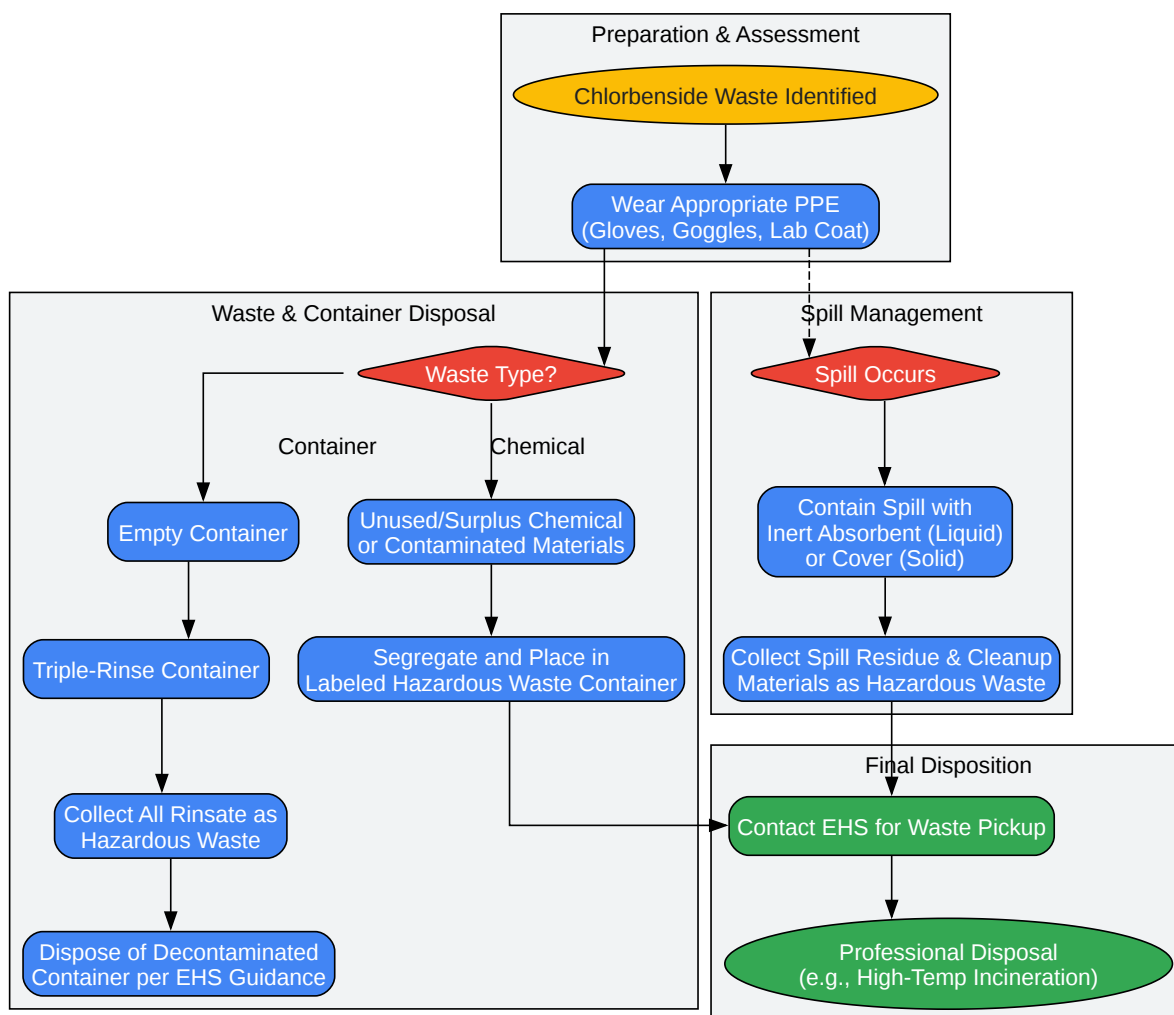 Preparation & Assessment
Chlorbenside Waste Identified
Wear Appropriate PPE
(Gloves, Goggles, Lab Coat)
Waste & Container Disposal
Waste Type?
Container
Chemical
Empty Container
Unused/Surplus Chemical
or Contaminated Materials
Triple-Rinse Container
Segregate and Place in
Labeled Hazardous Waste Container
Collect All Rinsate as
Hazardous Waste
Dispose of Decontaminated
Container per EHS Guidance
Spill Management
Spill Occurs
Contain Spill with
Inert Absorbent (Liquid)
or Cover (Solid)
Collect Spill Residue & Cleanup
Materials as Hazardous Waste
Final Disposition
Contact EHS for Waste Pickup
Professional Disposal
(e.g., High-Temp Incineration)